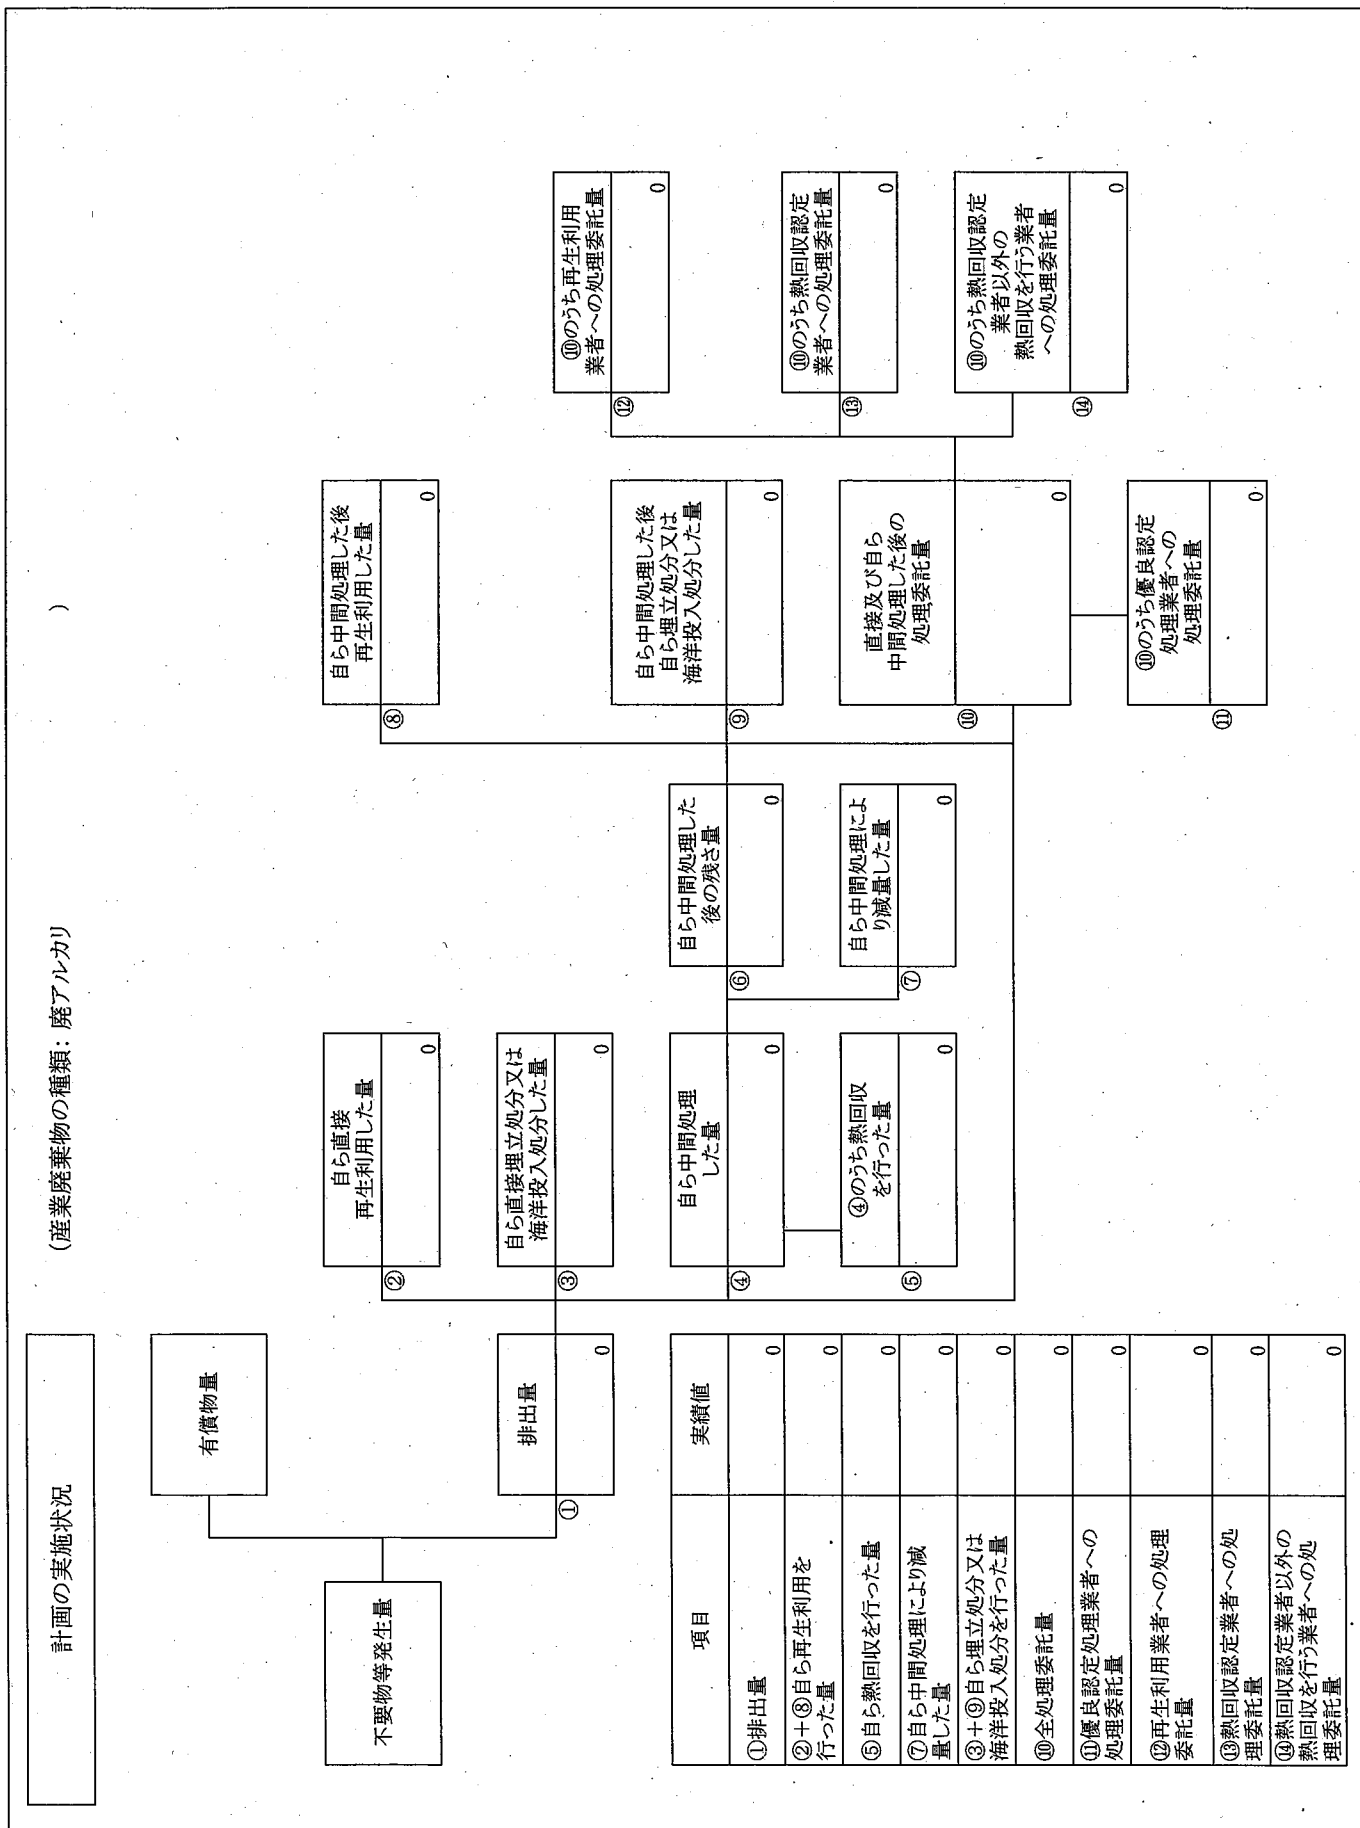 計画の実施状況
(産業廃棄物の種類：廃アルカリ　　　　　)
不要物等発生量
有償物量
排出量
①
0
自ら直接
再生利用した量
②
0
自ら直接埋立処分又は
海洋投入処分した量
③
0
自ら中間処理
した量
④
0
④のうち熱回収
を行った量
⑤
0
自ら中間処理した
後の残さ量
⑥
0
自ら中間処理によ
り減量した量
⑦
0
自ら中間処理した後
再生利用した量
⑧
0
自ら中間処理した後
自ら埋立処分又は
海洋投入処分した量
⑨
0
直接及び自ら
中間処理した後の
処理委託量
⑩
0
⑩のうち優良認定
処理業者への
処理委託量
⑪
0
⑩のうち再生利用
業者への処理委託量
⑫
0
⑩のうち熱回収認定
業者への処理委託量
⑬
0
⑩のうち熱回収認定
業者以外の
熱回収を行う業者
への処理委託量
⑭
0
項目
実績値
①排出量
0
②＋⑧自ら再生利用を
行った量
0
⑤自ら熱回収を行った量
0
⑦自ら中間処理により減
量した量
0
③＋⑨自ら埋立処分又は
海洋投入処分を行った量
0
⑩全処理委託量
0
⑪優良認定処理業者への
処理委託量
0
⑫再生利用業者への処理
委託量
0
⑬熱回収認定業者への処
理委託量
0
⑭熱回収認定業者以外の
熱回収を行う業者への処
理委託量
0